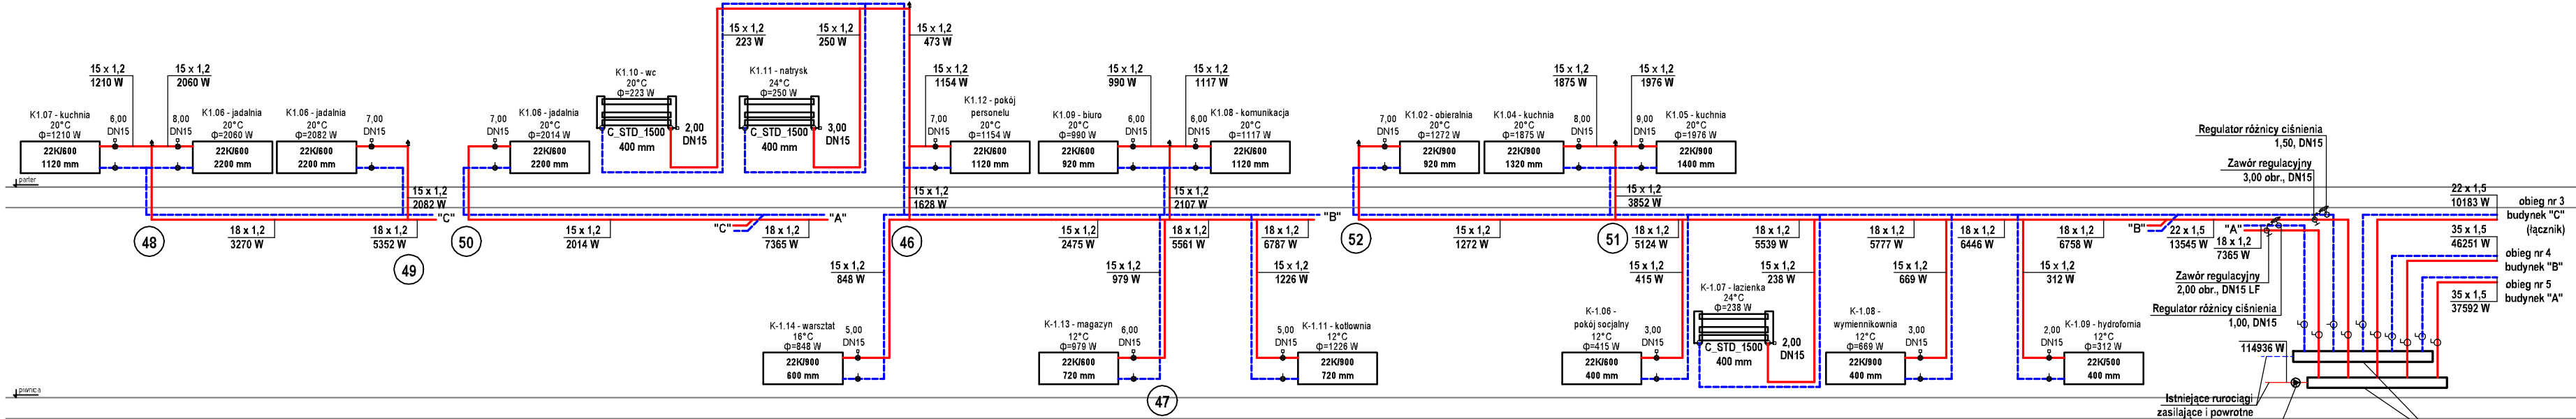 15 x 1,2
1210 W
15 x 1,2
2060 W
K1.07 - kuchnia
20°C
Φ=1210 W
22K/600
1120 mm
6,00
DN15
8,00
DN15
K1.06 - jadalnia
20°C
Φ=2060 W
22K/600
2200 mm
K1.06 - jadalnia
20°C
Φ=2082 W
22K/600
2200 mm
7,00
DN15
parter
15 x 1,2
2082 W
"C"
18 x 1,2
3270 W
18 x 1,2
5352 W
48
49
7,00
DN15
K1.06 - jadalnia
20°C
Φ=2014 W
22K/600
2200 mm
50
15 x 1,2
2014 W
"C"
18 x 1,2
7365 W
"A"
K1.10 - wc
20°C
Φ=223 W
C_STD_1500
400 mm
2,00
DN15
15 x 1,2
223 W
K1.11 - natrysk
24°C
Φ=250 W
C_STD_1500
400 mm
3,00
DN15
15 x 1,2
250 W
15 x 1,2
473 W
15 x 1,2
1154 W
7,00
DN15
K1.12 - pokój
personelu
20°C
Φ=1154 W
22K/600
1120 mm
15 x 1,2
1628 W
46
K1.09 - biuro
20°C
Φ=990 W
22K/600
920 mm
6,00
DN15
15 x 1,2
990 W
15 x 1,2
1117 W
6,00
DN15
K1.08 - komunikacja
20°C
Φ=1117 W
22K/600
1120 mm
15 x 1,2
2107 W
15 x 1,2
2475 W
18 x 1,2
5561 W
18 x 1,2
6787 W
"B"
15 x 1,2
848 W
K-1.14 - warsztat
16°C
Φ=848 W
22K/900
600 mm
5,00
DN15
15 x 1,2
979 W
K-1.13 - magazyn
12°C
Φ=979 W
22K/600
720 mm
6,00
DN15
47
15 x 1,2
1226 W
5,00
DN15
K-1.11 - kotłownia
12°C
Φ=1226 W
22K/900
720 mm
7,00
DN15
K1.02 - obieralnia
20°C
Φ=1272 W
22K/900
920 mm
52
15 x 1,2
1272 W
K1.04 - kuchnia
20°C
Φ=1875 W
22K/900
1320 mm
8,00
DN15
15 x 1,2
1875 W
15 x 1,2
1976 W
9,00
DN15
K1.05 - kuchnia
20°C
Φ=1976 W
22K/900
1400 mm
15 x 1,2
3852 W
51
18 x 1,2
5124 W
18 x 1,2
5539 W
18 x 1,2
5777 W
18 x 1,2
6446 W
18 x 1,2
6758 W
"B"
15 x 1,2
415 W
K-1.06 -
pokój socjalny
12°C
Φ=415 W
22K/600
400 mm
3,00
DN15
15 x 1,2
238 W
K-1.07 - łazienka
24°C
Φ=238 W
C_STD_1500
400 mm
2,00
DN15
15 x 1,2
669 W
K-1.08 -
wymiennikownia
12°C
Φ=669 W
22K/900
400 mm
3,00
DN15
15 x 1,2
312 W
2,00
DN15
K-1.09 - hydrofornia
12°C
Φ=312 W
22K/500
400 mm
Regulator różnicy ciśnienia
1,50, DN15
Zawór regulacyjny
3,00 obr., DN15
22 x 1,5
13545 W
"A"
18 x 1,2
7365 W
Zawór regulacyjny
2,00 obr., DN15 LF
Regulator różnicy ciśnienia
1,00, DN15
114936 W
22 x 1,5
10183 W
obieg nr 3
budynek "C"
(łącznik)
35 x 1,5
46251 W
obieg nr 4
budynek "B"
obieg nr 5
budynek "A"
35 x 1,5
37592 W
Istniejące rurociągi
zasilające i powrotne
piwnica